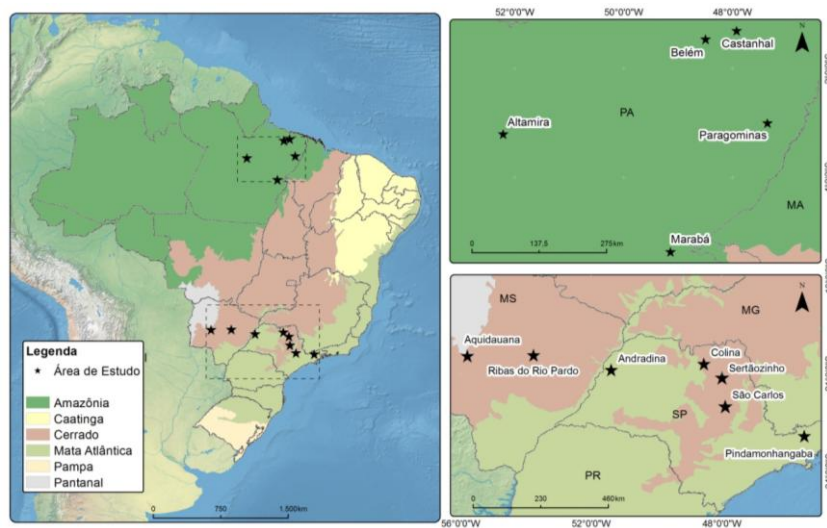 Legenda
Área de Estudo
Amazônia
Caatinga
Cerrado
Mata Atlântica
Pampa
Pantanal
0
750
1.500km
52°0'0"W
50°0'0"W
48°0'0"W
N
Belém
Castanhal
Altamira
PA
Paragominas
MA
Marabá
0
137,5
275km
MS
MG
N
Aquidauana
Ribas do Rio Pardo
Andradina
Colina
Sertãozinho
São Carlos
SP
Pindamonhangaba
PR
0
230
460km
56°0'0"W
52°0'0"W
48°0'0"W